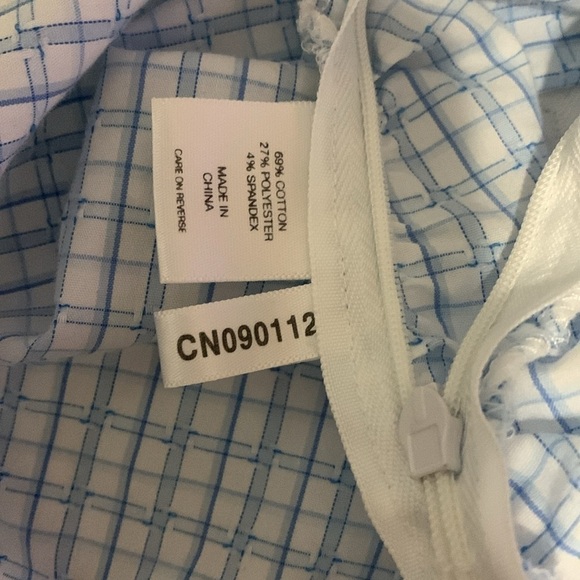 69% COTTON
27% POLYESTER
4% SPANDEX
MADE IN
CHINA
CARE ON REVERSE
CN090112